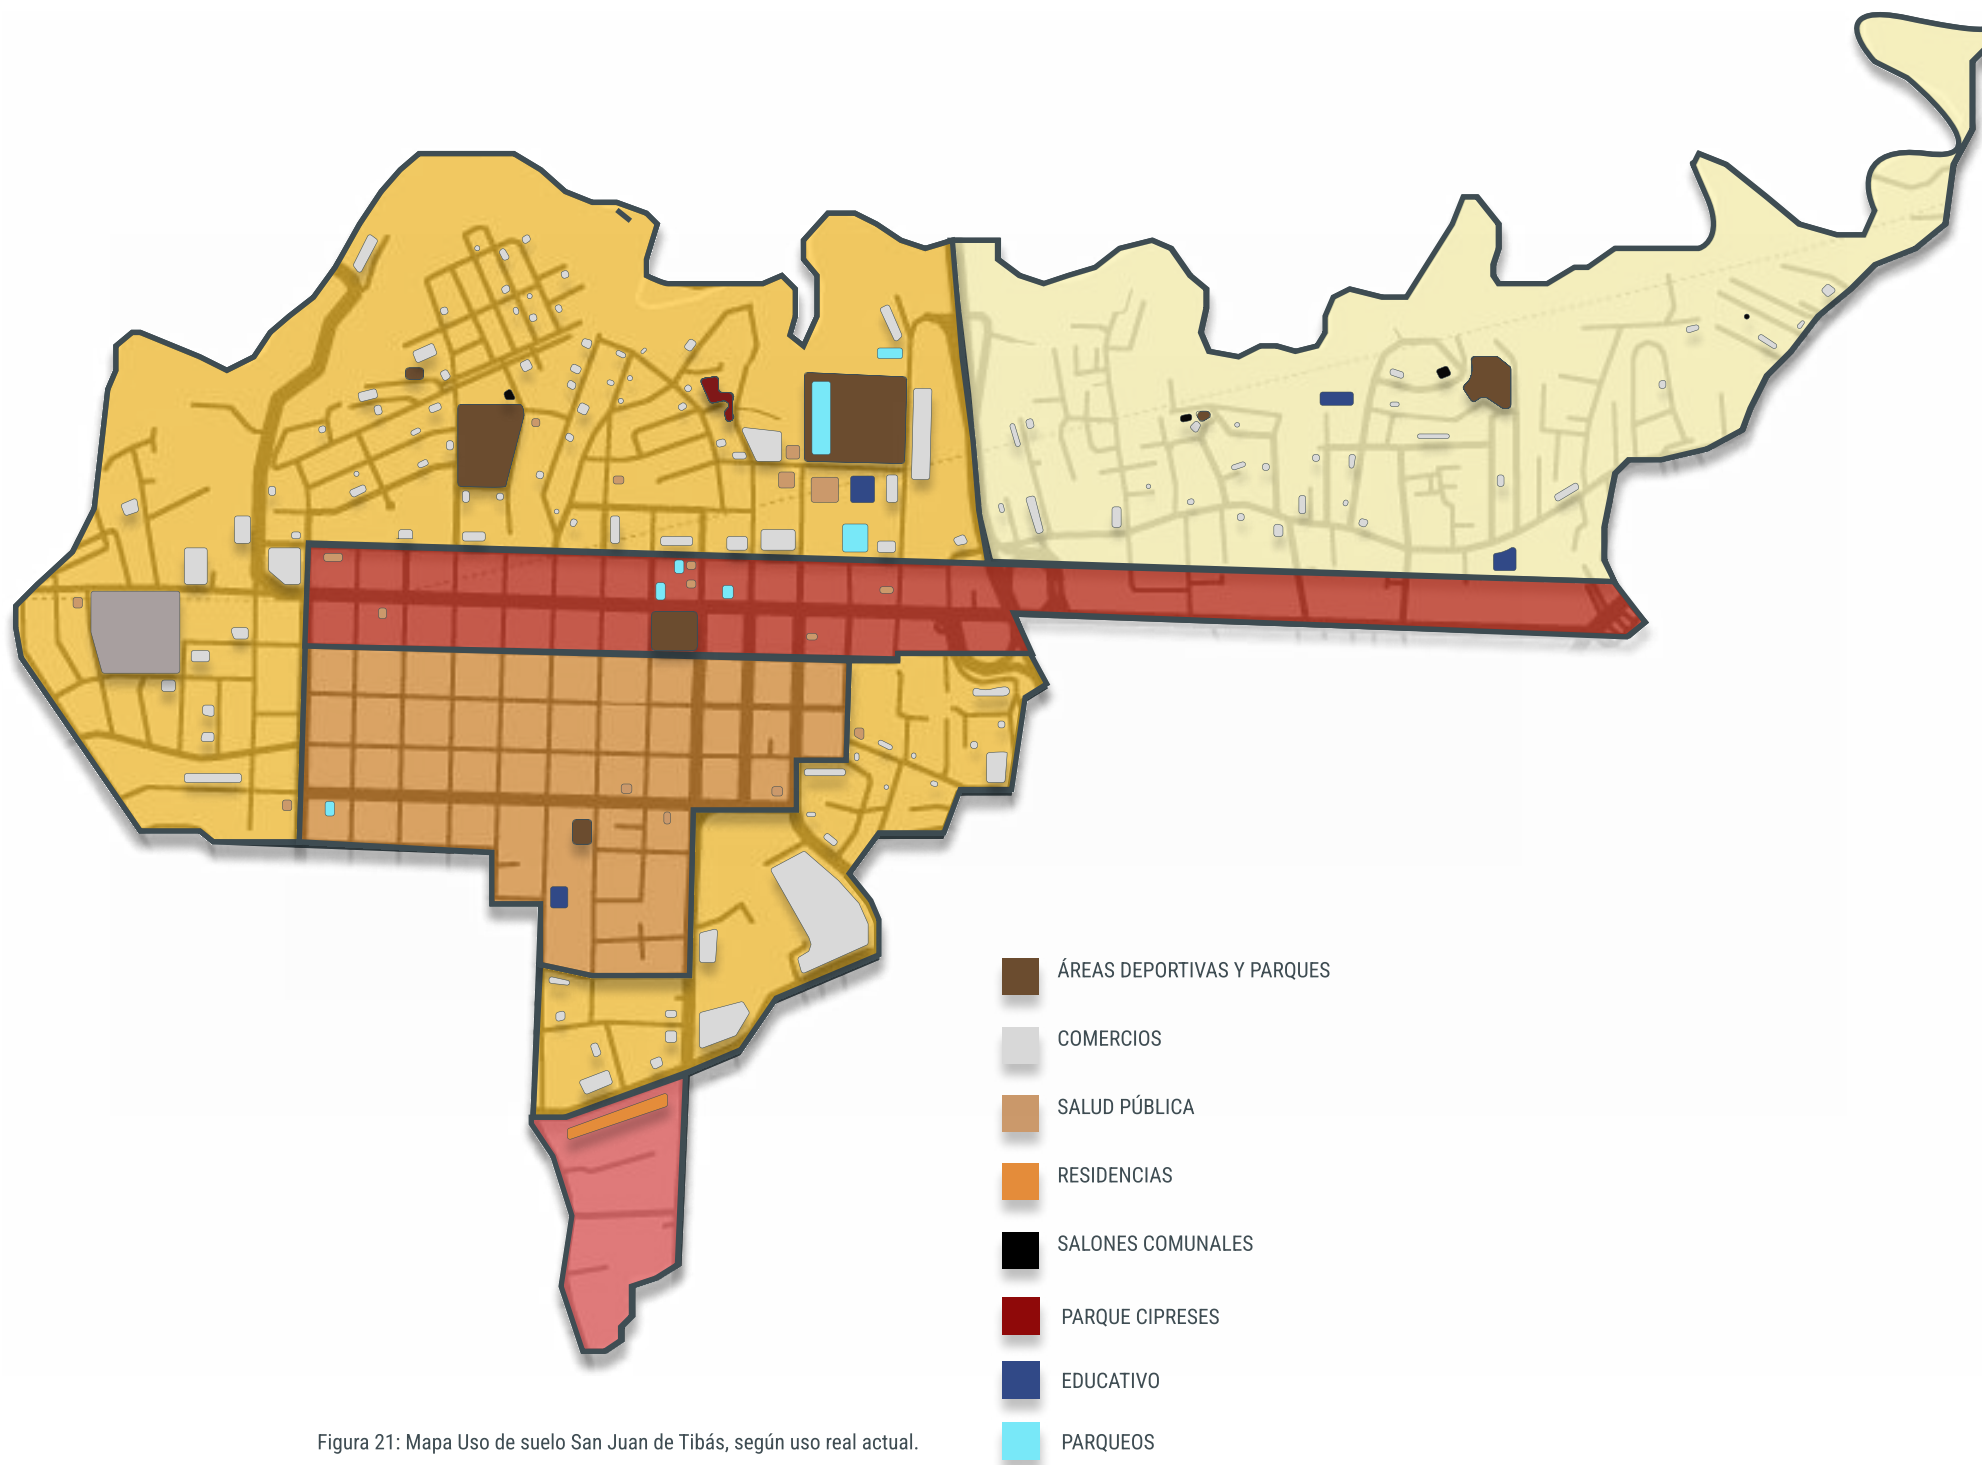 ÁREAS DEPORTIVAS Y PARQUES
COMERCIOS
SALUD PÚBLICA
RESIDENCIAS
SALONES COMUNALES
PARQUE CIPRESES
EDUCATIVO
PARQUEOS
Figura 21: Mapa Uso de suelo San Juan de Tibás, según uso real actual.